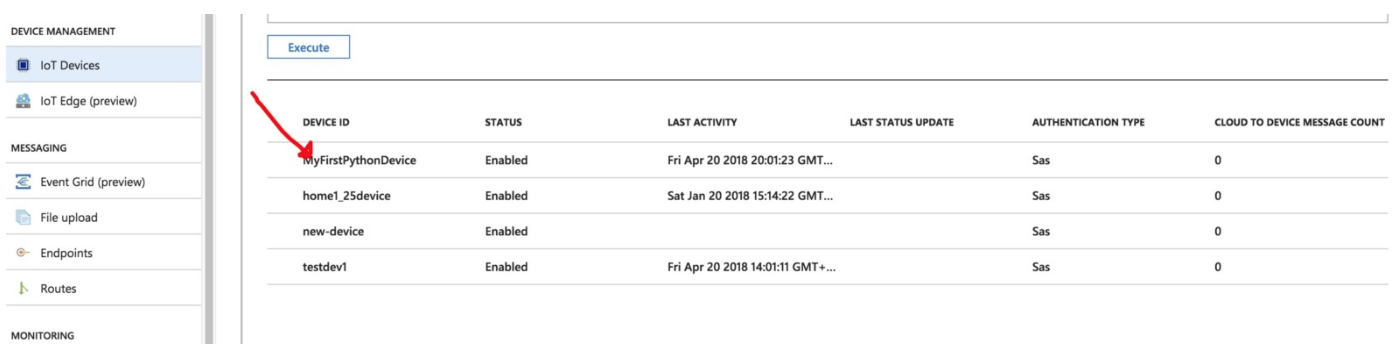 DEVICE MANAGEMENT
IoT Devices
IoT Edge (preview)
MESSAGING
Event Grid (preview)
File upload
Endpoints
Routes
MONITORING
Execute
DEVICE ID STATUS LAST ACTIVITY LAST STATUS UPDATE AUTHENTICATION TYPE CLOUD TO DEVICE MESSAGE COUNT
MyFirstPythonDevice Enabled Fri Apr 20 2018 20:01:23 GMT... Sas 0
home1_25device Enabled Sat Jan 20 2018 15:14:22 GMT... Sas 0
new-device Enabled Sas 0
testdev1 Enabled Fri Apr 20 2018 14:01:11 GMT+... Sas 0